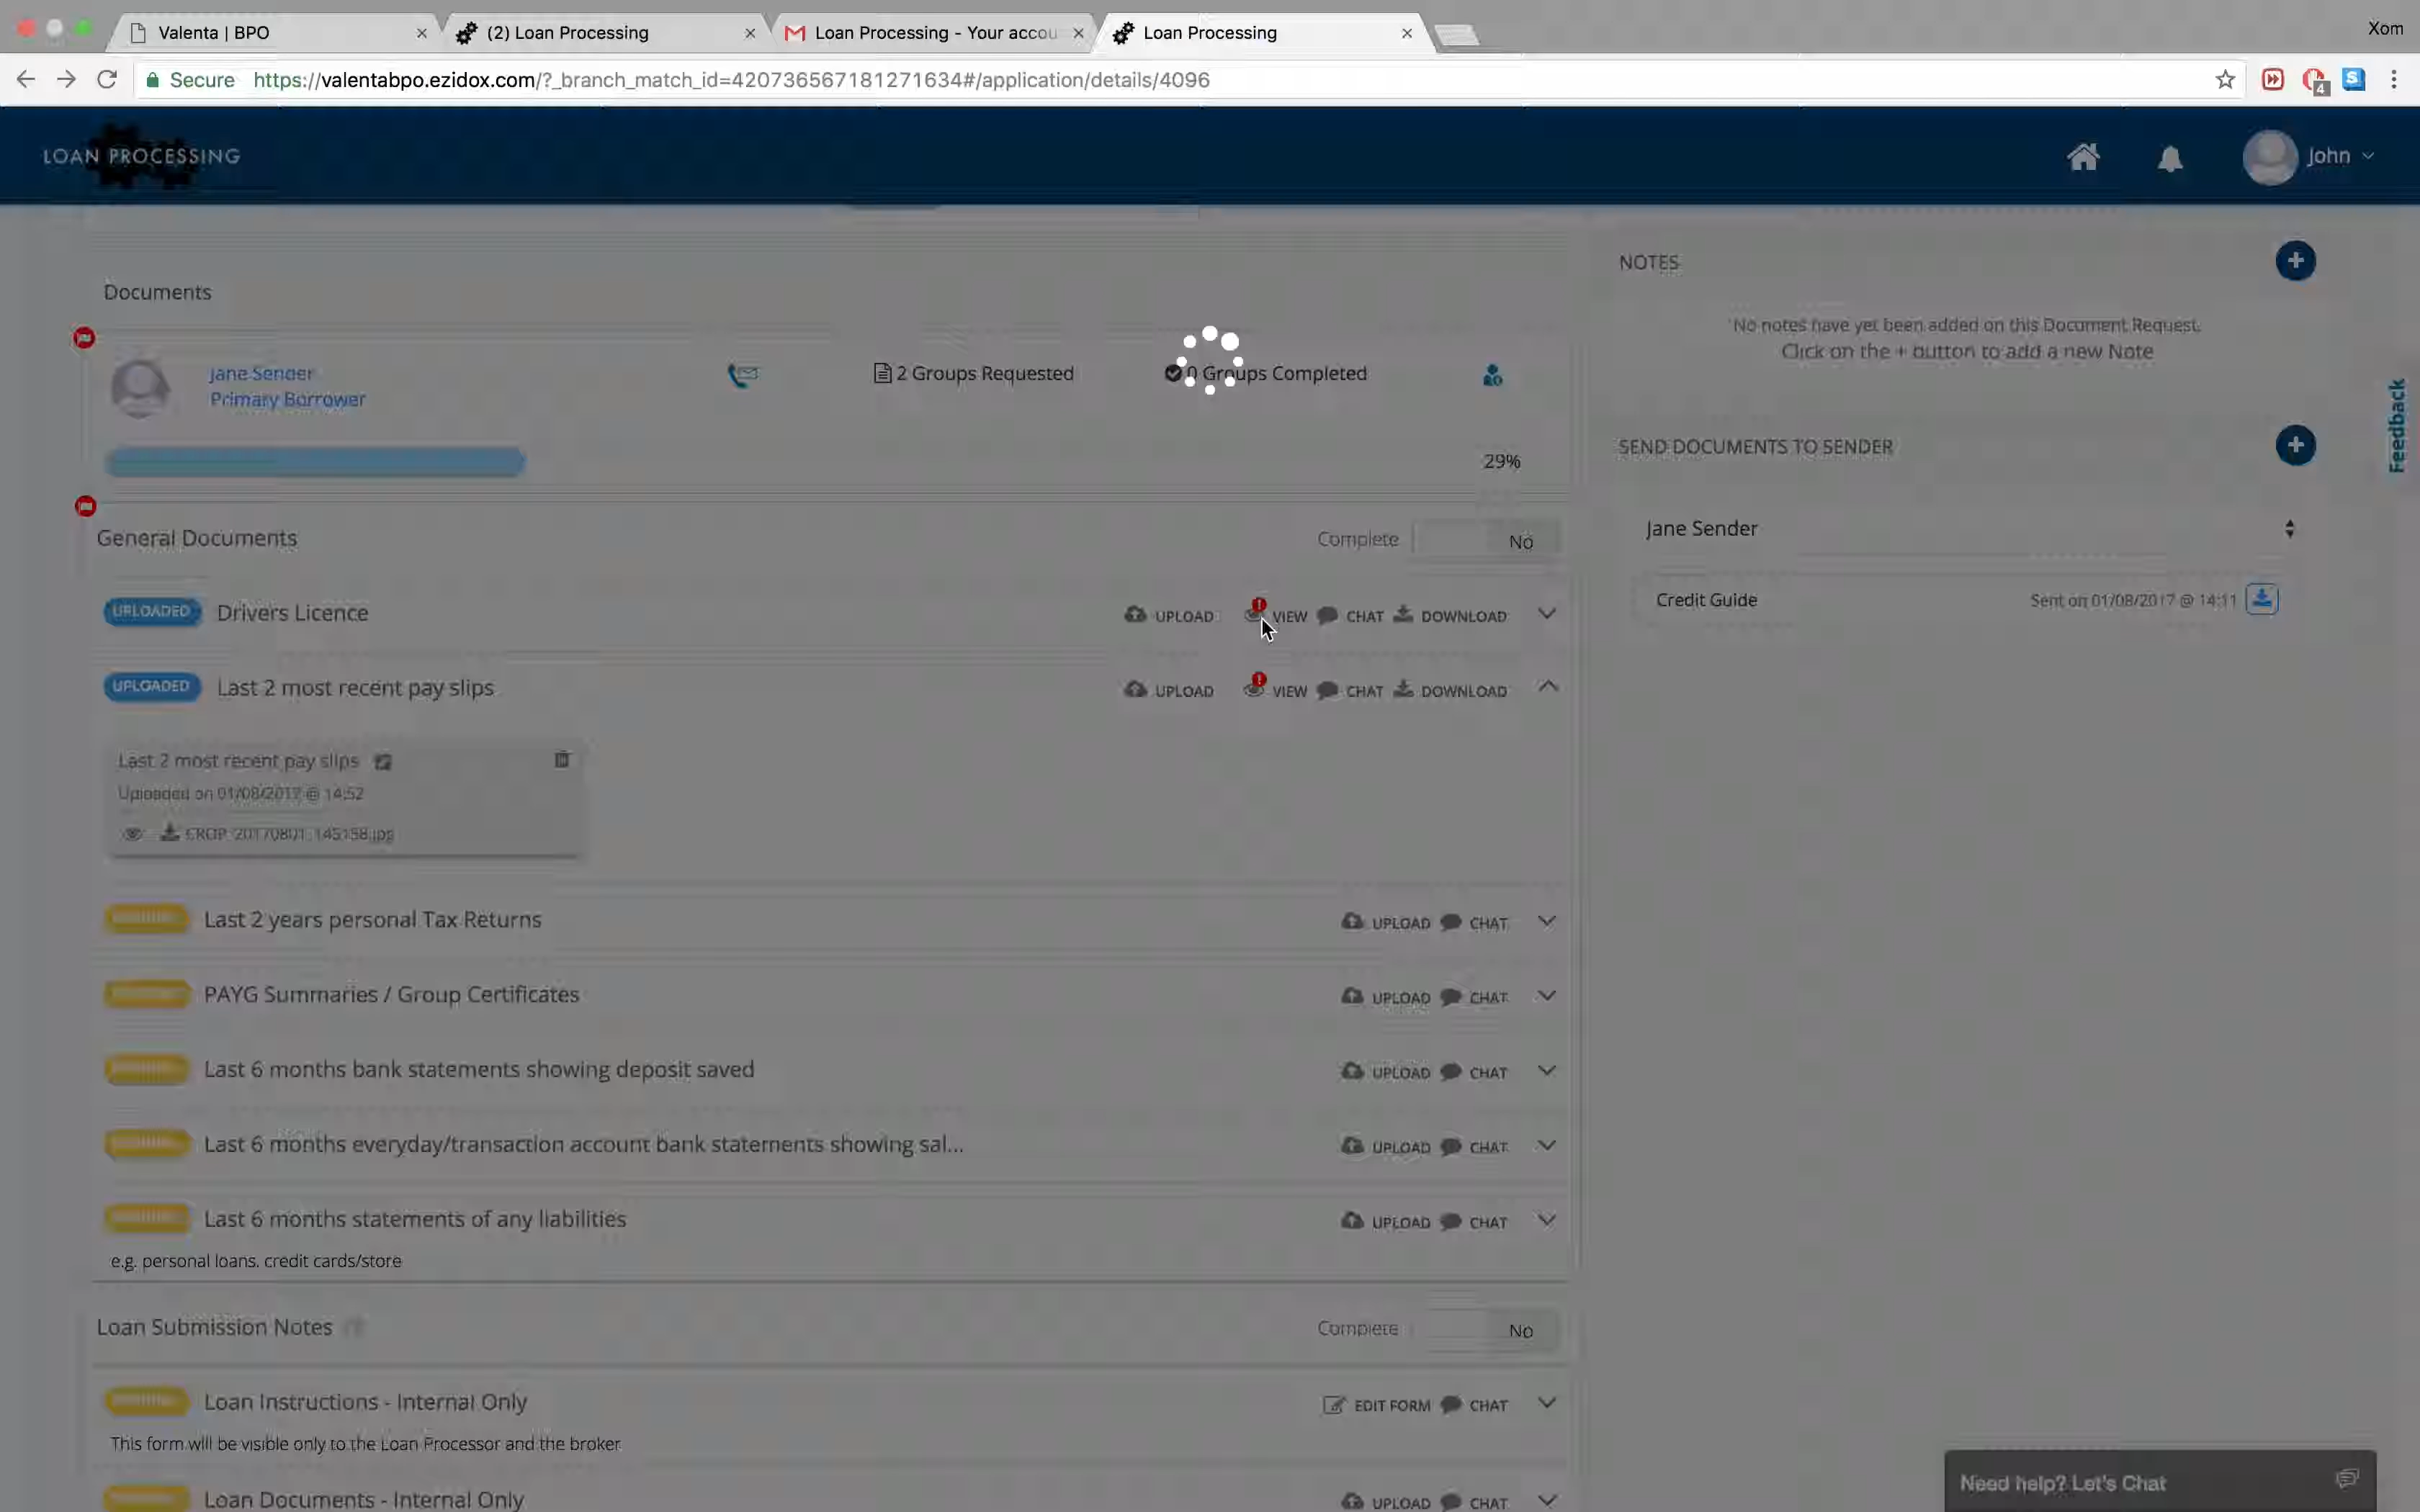 Valenta | BPO
(2) Loan Processing
Loan Processing - Your accou
Loan Processing
Xom
Secure https://valentabpo.ezidox.com/?_branch_match_id=420736567181271634#/application/details/4096
4
LOAN PROCESSING
John
Documents
Jane Sender
Primary Borrower
2 Groups Requested
0 Groups Completed
29%
General Documents
Complete No
UPLOADED Drivers Licence UPLOAD VIEW CHAT DOWNLOAD
UPLOADED Last 2 most recent pay slips UPLOAD VIEW CHAT DOWNLOAD
Last 2 most recent pay slips
Uploaded on 01/08/2017 @ 14:52
CROP_20170801_145158.jpg
Last 2 years personal Tax Returns UPLOAD CHAT
PAYG Summaries / Group Certificates UPLOAD CHAT
Last 6 months bank statements showing deposit saved UPLOAD CHAT
Last 6 months everyday/transaction account bank statements showing sal... UPLOAD CHAT
Last 6 months statements of any liabilities UPLOAD CHAT
e.g. personal loans, credit cards/store
Loan Submission Notes
Complete No
Loan Instructions - Internal Only EDIT FORM CHAT
This form will be visible only to the Loan Processor and the broker
Loan Documents - Internal Only UPLOAD CHAT
NOTES
No notes have yet been added on this Document Request.
Click on the + button to add a new Note
SEND DOCUMENTS TO SENDER
Jane Sender
Credit Guide Sent on 01/08/2017 @ 14:11
Feedback
Need help? Let's Chat